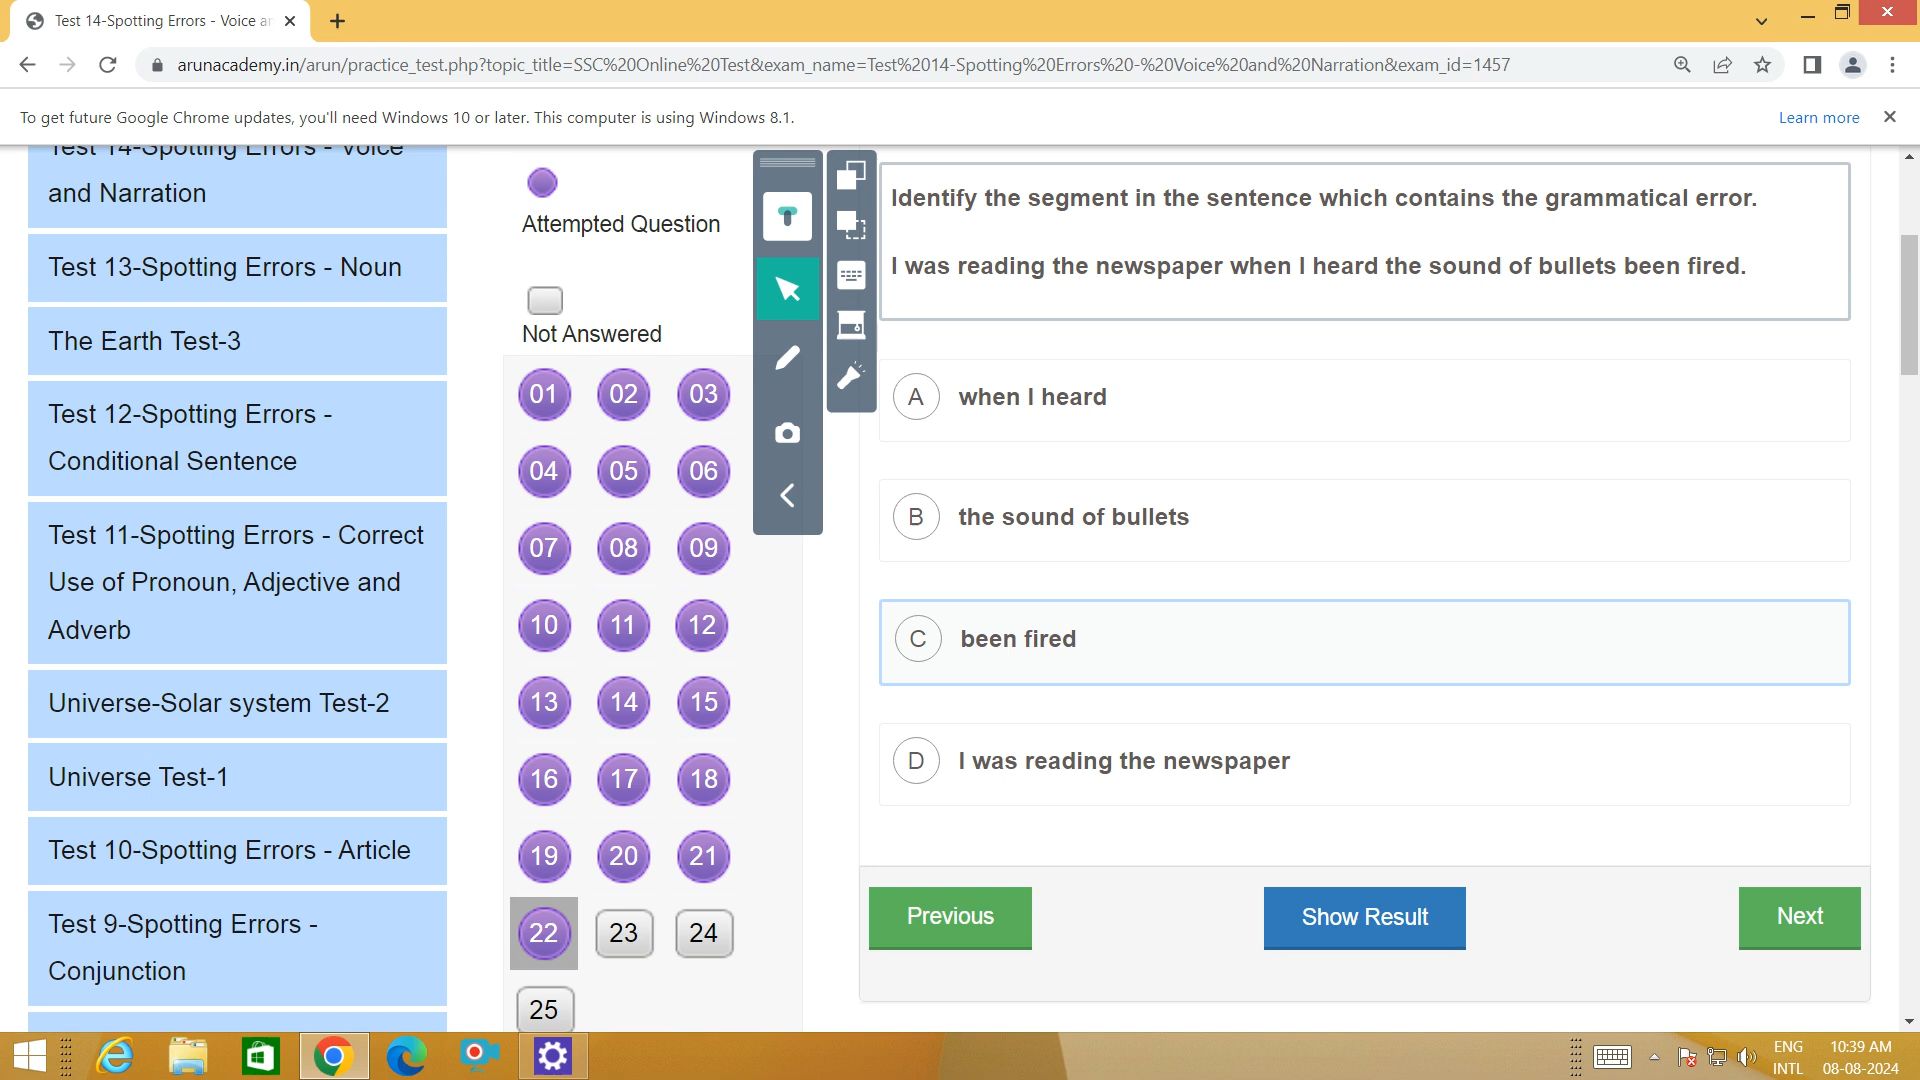 Test 14-Spotting Errors - Voice an
arunacademy.in/arun/practice_test.php?topic_title=SSC%20Online%20Test&exam_name=Test%2014-Spotting%20Errors%20-%20Voice%20and%20Narration&exam_id=1457
To get future Google Chrome updates, you'll need Windows 10 or later. This computer is using Windows 8.1.
Learn more
Test 14-Spotting Errors - Voice
and Narration
Test 13-Spotting Errors - Noun
The Earth Test-3
Test 12-Spotting Errors -
Conditional Sentence
Test 11-Spotting Errors - Correct
Use of Pronoun, Adjective and
Adverb
Universe-Solar system Test-2
Universe Test-1
Test 10-Spotting Errors - Article
Test 9-Spotting Errors -
Conjunction
Attempted Question
Not Answered
01 02 03
04 05 06
07 08 09
10 11 12
13 14 15
16 17 18
19 20 21
22 23 24
25
Identify the segment in the sentence which contains the grammatical error.
I was reading the newspaper when I heard the sound of bullets been fired.
A when I heard
B the sound of bullets
C been fired
D I was reading the newspaper
Previous
Show Result
Next
ENG
INTL
10:39 AM
08-08-2024